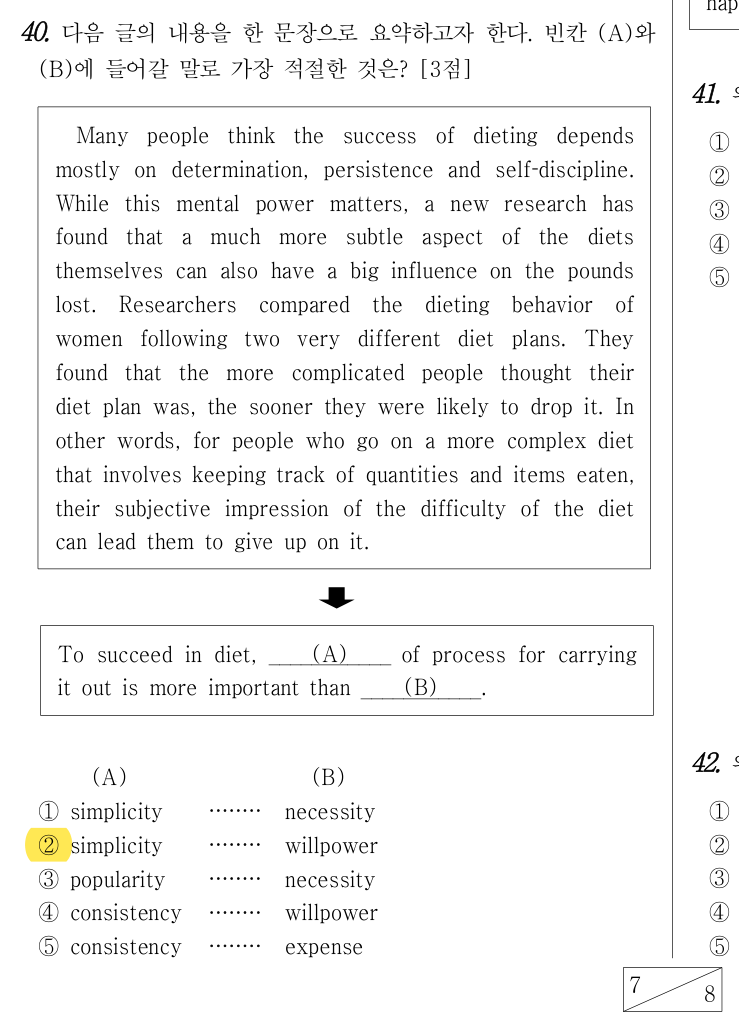 40. 다음 글의 내용을 한 문장으로 요약하고자 한다. 빈칸 (A)와
(B)에 들어갈 말로 가장 적절한 것은? [3점]
Many people think the success of dieting depends
mostly on determination, persistence and self-discipline.
While this mental power matters, a new research has
found that a much more subtle aspect of the diets
themselves can also have a big influence on the pounds
lost. Researchers compared the dieting behavior of
women following two very different diet plans. They
found that the more complicated people thought their
diet plan was, the sooner they were likely to drop it. In
other words, for people who go on a more complex diet
that involves keeping track of quantities and items eaten,
their subjective impression of the difficulty of the diet
can lead them to give up on it.
To succeed in diet, ____(A)____ of process for carrying
it out is more important than ____(B)____.
(A) (B)
① simplicity ········ necessity
② simplicity ········ willpower
③ popularity ········ necessity
④ consistency ········ willpower
⑤ consistency ········ expense
7
8
41.
①
②
③
④
⑤
42.
①
②
③
④
⑤